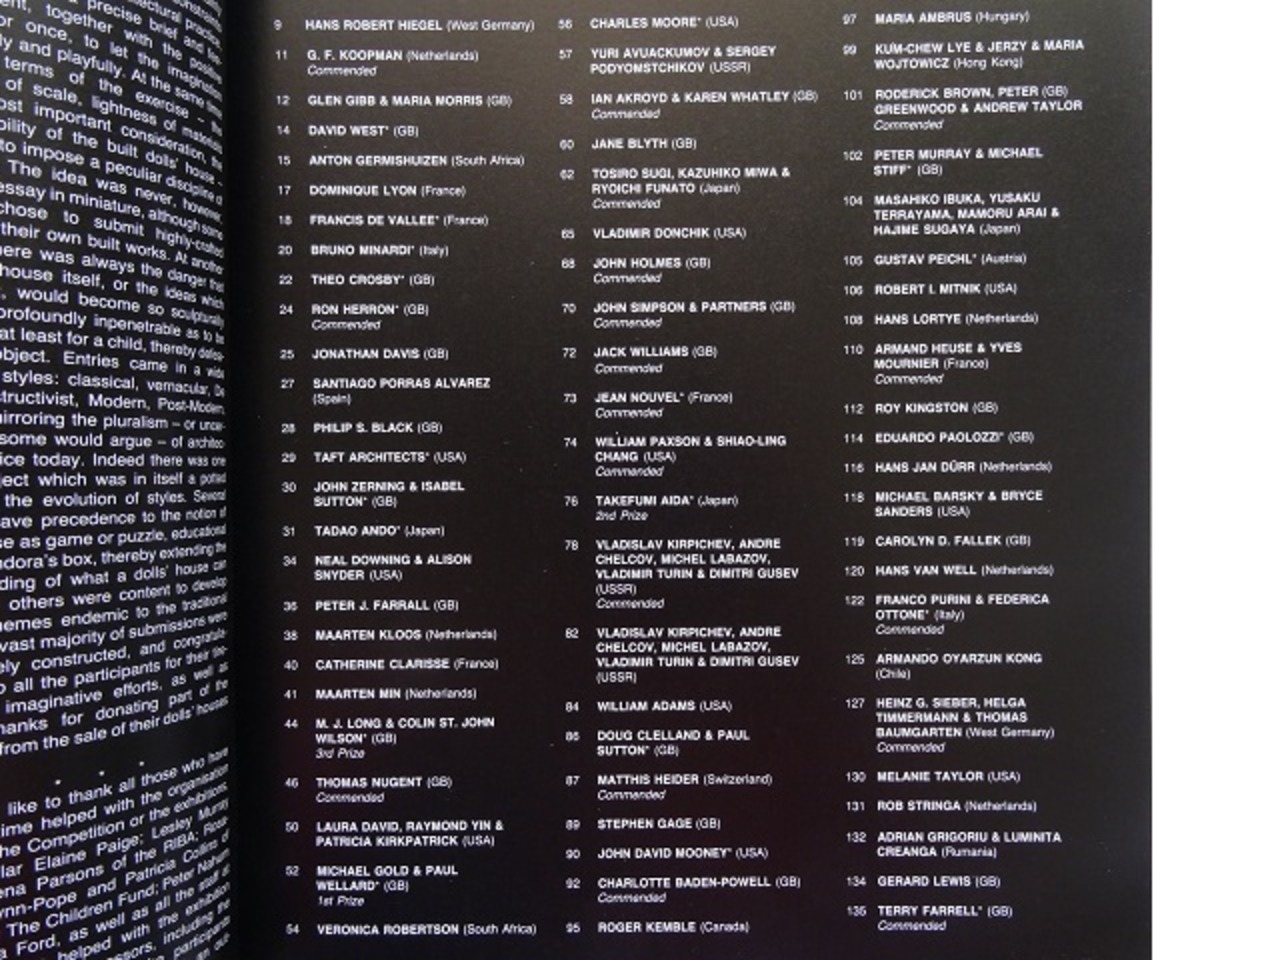 precise brief and
ent, together with the positive
once, to let the imagination
ly and playfully. At the same time
terms of the exercise – the
of scale, lightness of materials
ost important consideration, the
bility of the built dolls' house –
to impose a peculiar discipline of
The idea was never, however,
essay in miniature, although some
chose to submit highly-crafted
their own built works. At another
here was always the danger that
house itself, or the ideas which
, would become so sculpturally
profoundly inpenetrable as to be
at least for a child, thereby defea-
object. Entries came in a wide
styles: classical, vernacular, De
structivist, Modern, Post-Modern,
mirroring the pluralism – or uncer-
some would argue – of architec-
ice today. Indeed there was one
ject which was in itself a potted
the evolution of styles. Several
ave precedence to the notion of
se as game or puzzle, educational
ndora's box, thereby extending the
ding of what a dolls' house can
others were content to develop
hemes endemic to the traditional
vast majority of submissions were
ely constructed, and congratula-
o all the participants for their
imaginative efforts, as well as
hanks for donating part of the
from the sale of their dolls' houses
like to thank all those who have
ime helped with the organisation
he Competition or the exhibitions:
lar Elaine Paige; Lesley Murray
ena Parsons of the RIBA;
ynn-Pope and Patricia Collins of
The Children Fund; Peter
Ford, as well as all the staff at
helped with the exhibition
essors, including the
participants
9 HANS ROBERT HIEGEL (West Germany)
11 G. F. KOOPMAN (Netherlands)
Commended
12 GLEN GIBB & MARIA MORRIS (GB)
14 DAVID WEST* (GB)
15 ANTON GERMISHUIZEN (South Africa)
17 DOMINIQUE LYON (France)
18 FRANCIS DE VALLEE* (France)
20 BRUNO MINARDI* (Italy)
22 THEO CROSBY* (GB)
24 RON HERRON* (GB)
Commended
25 JONATHAN DAVIS (GB)
27 SANTIAGO PORRAS ALVAREZ
(Spain)
28 PHILIP S. BLACK (GB)
29 TAFT ARCHITECTS* (USA)
30 JOHN ZERNING & ISABEL
SUTTON* (GB)
31 TADAO ANDO* (Japan)
34 NEAL DOWNING & ALISON
SNYDER (USA)
36 PETER J. FARRALL (GB)
38 MAARTEN KLOOS (Netherlands)
40 CATHERINE CLARISSE (France)
41 MAARTEN MIN (Netherlands)
44 M. J. LONG & COLIN ST. JOHN
WILSON* (GB)
3rd Prize
46 THOMAS NUGENT (GB)
Commended
50 LAURA DAVID, RAYMOND YIN &
PATRICIA KIRKPATRICK (USA)
52 MICHAEL GOLD & PAUL
WELLARD* (GB)
1st Prize
54 VERONICA ROBERTSON (South Africa)
56 CHARLES MOORE* (USA)
57 YURI AVUACKUMOV & SERGEY
PODYOMSTCHIKOV (USSR)
58 IAN AKROYD & KAREN WHATLEY (GB)
Commended
60 JANE BLYTH (GB)
62 TOSIRO SUGI, KAZUHIKO MIWA &
RYOICHI FUNATO (Japan)
Commended
65 VLADIMIR DONCHIK (USA)
68 JOHN HOLMES (GB)
Commended
70 JOHN SIMPSON & PARTNERS (GB)
Commended
72 JACK WILLIAMS (GB)
Commended
73 JEAN NOUVEL* (France)
Commended
74 WILLIAM PAXSON & SHIAO-LING
CHANG (USA)
Commended
76 TAKEFUMI AIDA* (Japan)
2nd Prize
78 VLADISLAV KIRPICHEV, ANDRE
CHELCOV, MICHEL LABAZOV,
VLADIMIR TURIN & DIMITRI GUSEV
(USSR)
Commended
82 VLADISLAV KIRPICHEV, ANDRE
CHELCOV, MICHEL LABAZOV,
VLADIMIR TURIN & DIMITRI GUSEV
(USSR)
84 WILLIAM ADAMS (USA)
86 DOUG CLELLAND & PAUL
SUTTON* (GB)
87 MATTHIS HEIDER (Switzerland)
Commended
89 STEPHEN GAGE (GB)
90 JOHN DAVID MOONEY* (USA)
92 CHARLOTTE BADEN-POWELL (GB)
Commended
95 ROGER KEMBLE (Canada)
97 MARIA AMBRUS (Hungary)
99 KUM-CHEW LYE & JERZY & MARIA
WOJTOWICZ (Hong Kong)
101 RODERICK BROWN, PETER (GB)
GREENWOOD & ANDREW TAYLOR
Commended
102 PETER MURRAY & MICHAEL
STIFF* (GB)
104 MASAHIKO IBUKA, YUSAKU
TERRAYAMA, MAMORU ARAI &
HAJIME SUGAYA (Japan)
105 GUSTAV PEICHL* (Austria)
106 ROBERT I. MITNIK (USA)
108 HANS LORTYE (Netherlands)
110 ARMAND HEUSE & YVES
MOURNIER (France)
Commended
112 ROY KINGSTON (GB)
114 EDUARDO PAOLOZZI* (GB)
116 HANS JAN DÜRR (Netherlands)
118 MICHAEL BARSKY & BRYCE
SANDERS (USA)
119 CAROLYN D. FALLEK (GB)
120 HANS VAN WELL (Netherlands)
122 FRANCO PURINI & FEDERICA
OTTONE* (Italy)
Commended
125 ARMANDO OYARZUN KONG
(Chile)
127 HEINZ G. SIEBER, HELGA
TIMMERMANN & THOMAS
BAUMGARTEN (West Germany)
Commended
130 MELANIE TAYLOR (USA)
131 ROB STRINGA (Netherlands)
132 ADRIAN GRIGORIU & LUMINITA
CREANGA (Rumania)
134 GERARD LEWIS (GB)
135 TERRY FARRELL* (GB)
Commended